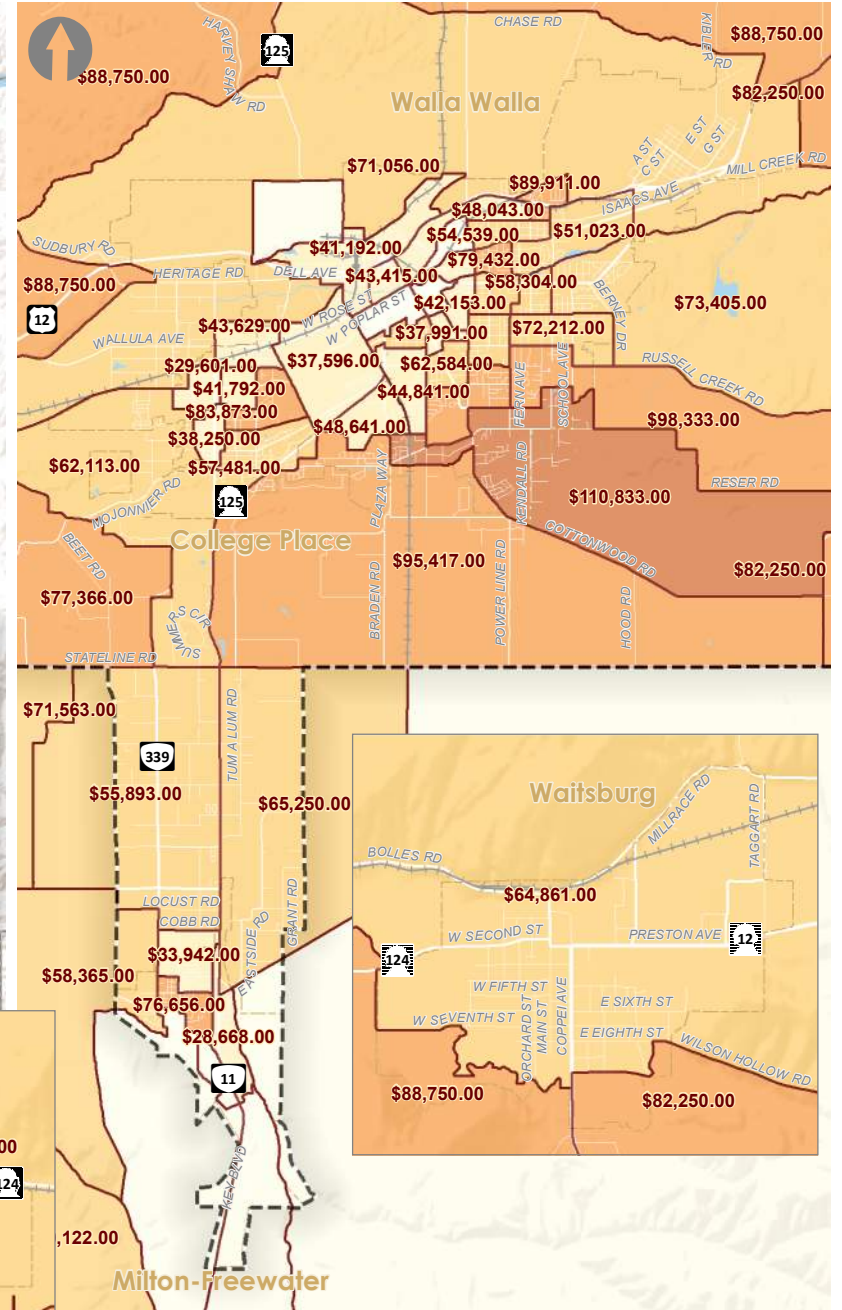 HARVEY SHAW RD
125
CHASE RD
KIBLER RD
$88,750.00
$88,750.00
$82,250.00
Walla Walla
A ST
C ST
E ST
G ST
MILL CREEK RD
$71,056.00
$89,911.00
ISAACS AVE
$48,043.00
$54,539.00
$51,023.00
SUDBURY RD
$41,192.00
$79,432.00
HERITAGE RD
DELL AVE
$43,415.00
$58,304.00
$88,750.00
12
W ROSE ST
W POPLAR ST
$42,153.00
BERNEY DR
$73,405.00
$43,629.00
$37,991.00
$72,212.00
WALLULA AVE
$29,601.00
$37,596.00
$62,584.00
RUSSELL CREEK RD
$41,792.00
$44,841.00
FERN AVE
SCHOOL AVE
$83,873.00
$98,333.00
$48,641.00
$38,250.00
$62,113.00
$57,481.00
RESER RD
MOJONNIER RD
125
PLAZA WAY
KENDALL RD
$110,833.00
College Place
COTTONWOOD RD
BEET RD
$95,417.00
$82,250.00
$77,366.00
BRADEN RD
POWER LINE RD
HOOD RD
SUMMERS CIR
STATELINE RD
$71,563.00
TUM A LUM RD
339
$55,893.00
$65,250.00
Waitsburg
MILLRACE RD
TAGGART RD
BOLLES RD
$64,861.00
LOCUST RD
COBB RD
GRANT RD
EASTSIDE RD
W SECOND ST
PRESTON AVE
12
$33,942.00
124
$58,365.00
W FIFTH ST
E SIXTH ST
$76,656.00
W SEVENTH ST
ORCHARD ST
MAIN ST
COPPEI AVE
E EIGHTH ST
$28,668.00
WILSON HOLLOW RD
11
$88,750.00
$82,250.00
00
124
KEY BLVD
,122.00
Milton-Freewater